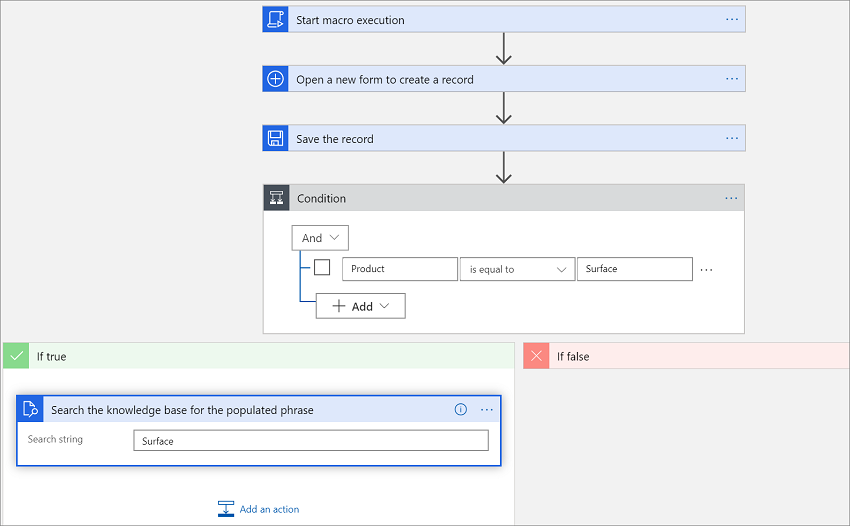 Start macro execution
Open a new form to create a record
Save the record
Condition
And
Product is equal to Surface
Add
If true If false
Search the knowledge base for the populated phrase
Search string Surface
Add an action